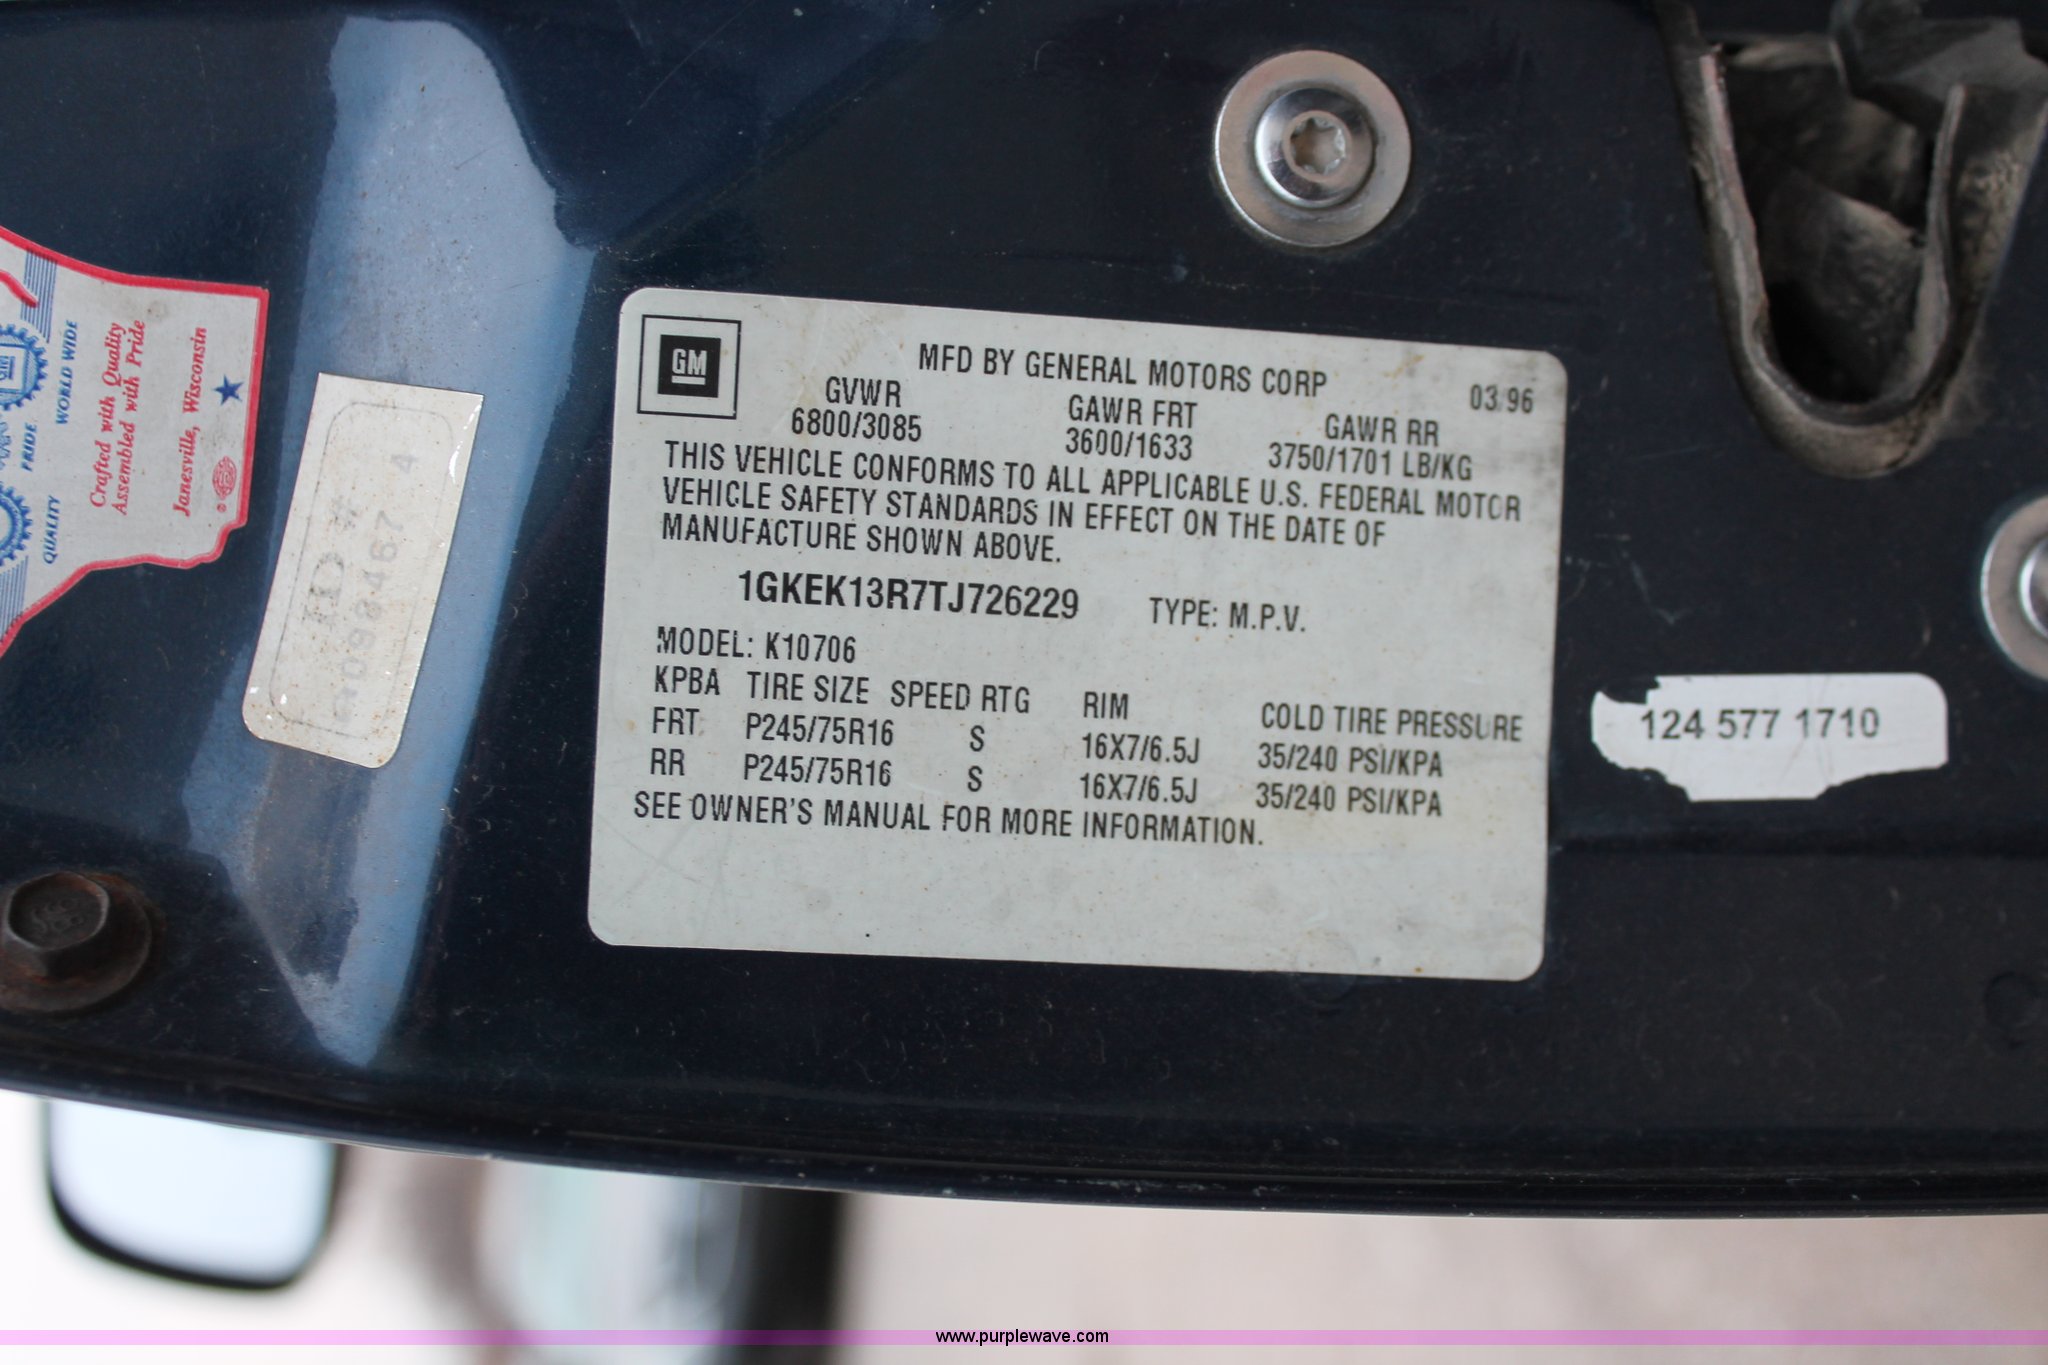 GM
MFD BY GENERAL MOTORS CORP
03/96
GVWR GAWR FRT GAWR RR
6800/3085 3600/1633 3750/1701 LB/KG
THIS VEHICLE CONFORMS TO ALL APPLICABLE U.S. FEDERAL MOTOR
VEHICLE SAFETY STANDARDS IN EFFECT ON THE DATE OF
MANUFACTURE SHOWN ABOVE.
1GKEK13R7TJ726229 TYPE: M.P.V.
MODEL: K10706
KPBA TIRE SIZE SPEED RTG RIM COLD TIRE PRESSURE
FRT P245/75R16 S 16X7/6.5J 35/240 PSI/KPA
RR P245/75R16 S 16X7/6.5J 35/240 PSI/KPA
SEE OWNER'S MANUAL FOR MORE INFORMATION.
124 577 1710
GM
QUALITY PRIDE WORLD WIDE
Crafted with Quality
Assembled with Pride
Janesville, Wisconsin
ID #
www.purplewave.com